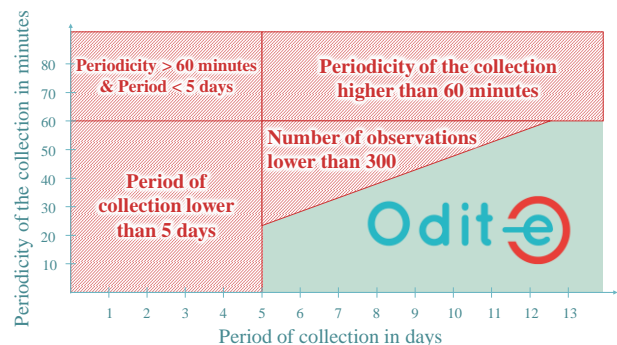 Periodicity of the collection in minutes
80
70
60
50
40
30
20
10
Periodicity > 60 minutes
& Period < 5 days
Periodicity of the collection
higher than 60 minutes
Number of observations
lower than 300
Period of
collection lower
than 5 days
Odit-e
1 2 3 4 5 6 7 8 9 10 11 12 13
Period of collection in days